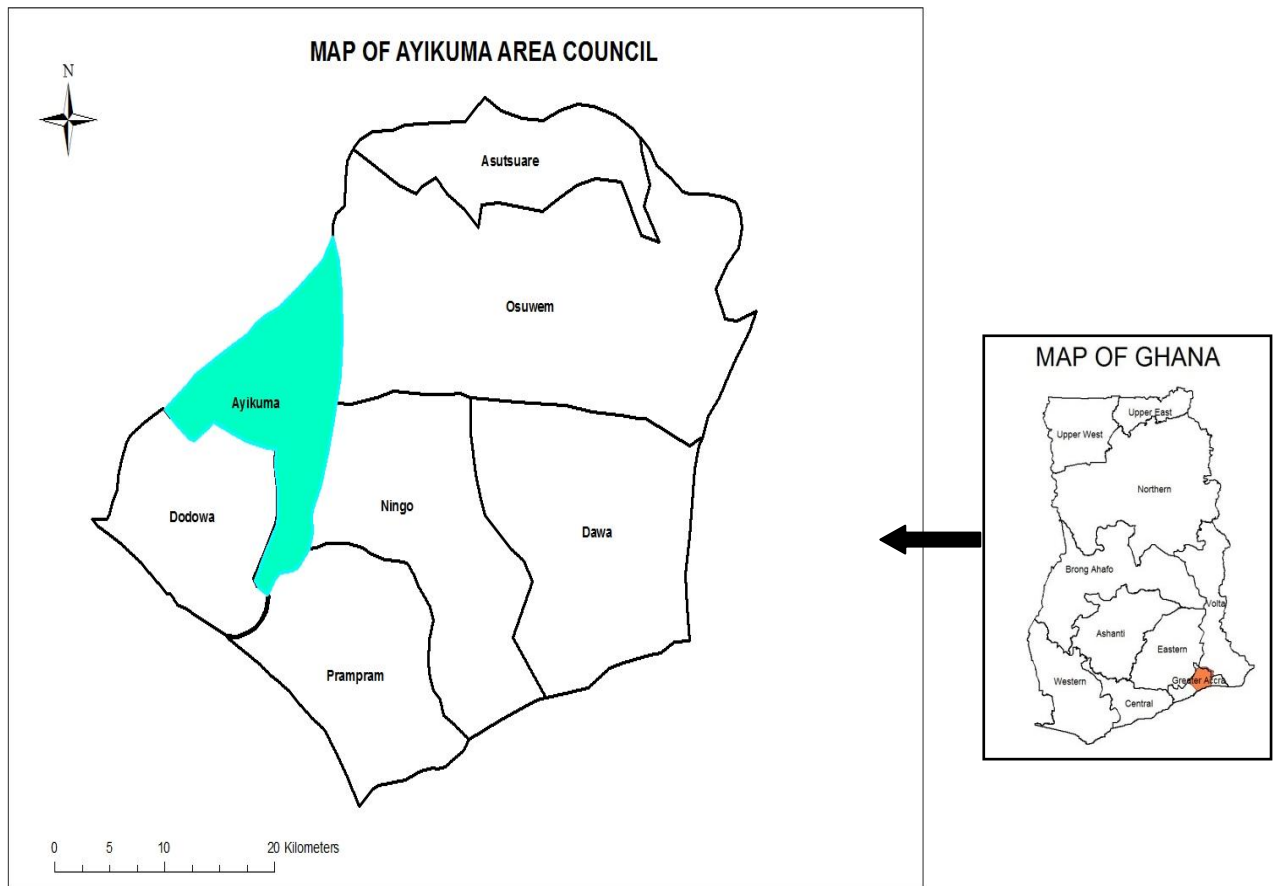 MAP OF AYIKUMA AREA COUNCIL
N
Asutsuare
Osuwem
Ayikuma
Dodowa
Ningo
Dawa
Prampram
0 5 10 20 Kilometers
MAP OF GHANA
Upper East
Upper West
Northern
Brong Ahafo
Volta
Ashanti
Eastern
Western
Greater Accra
Central